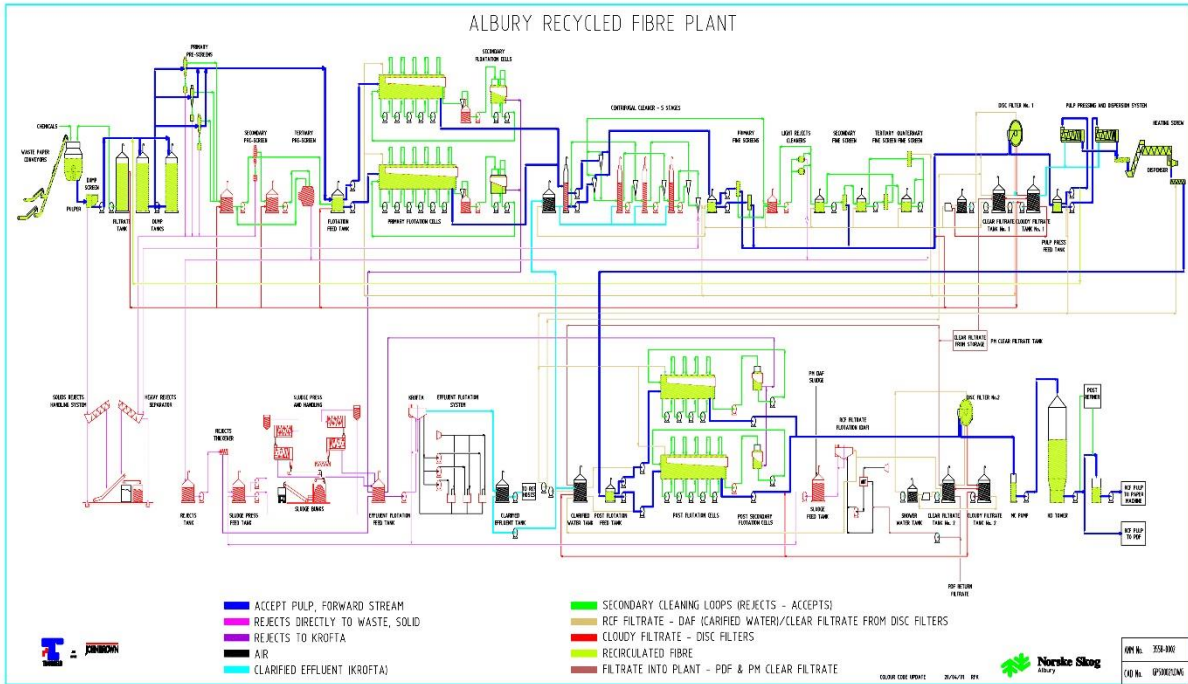 ALBURY RECYCLED FIBRE PLANT
PRIMARY
PRE-SCREENS
SECONDARY
FLOATATION CELLS
CHEMICALS
WASTE PAPER
CONVEYORS
PULPER
DUMP
SCREEN
FILTRATE
TANK
DUMP
TANKS
SECONDARY
PRE-SCREEN
TERTIARY
PRE-SCREEN
FLOTATION
FEED TANK
PRIMARY FLOTATION CELLS
CENTRIFUGAL CLEANER - 5 STAGES
PRIMARY
FINE SCREENS
LIGHT REJECTS
CLEANERS
SECONDARY
FINE SCREEN
TERTIARY QUATERNARY
FINE SCREEN FINE SCREEN
DISC FILTER No. 1
PULP PRESSING AND DISPERSION SYSTEM
HEATING SCREW
DISPERSER
CLEAR FILTRATE
TANK No. 1
CLOUDY FILTRATE
TANK No. 1
PULP PRESS
FEED TANK
CLEAR FILTRATE
FROM STORAGE
PM CLEAR FILTRATE TANK
SOLIDS REJECTS
HANDLING SYSTEM
HEAVY REJECTS
SEPARATOR
REJECTS
THICKENER
SLUDGE PRESS
AND HANDLING
KROFTA
EFFLUENT FLOTATION
SYSTEM
REJECTS
TANK
SLUDGE PRESS
FEED TANK
SLUDGE BUNKS
EFFLUENT FLOTATION
FEED TANK
CLARIFIED
EFFLUENT TANK
CLARIFIED
WATER TANK
POST FLOTATION
FEED TANK
POST FLOTATION CELLS
POST SECONDARY
FLOTATION CELLS
PM DAF
SLUDGE
RCF FILTRATE
FLOTATION (DAF)
SLUDGE
FEED TANK
DISC FILTER No.2
SHOWER
WATER TANK
CLEAR FILTRATE
TANK No. 2
CLOUDY FILTRATE
TANK No. 2
MC PUMP
HD TOWER
POST
REFINER
RCF PULP
TO PAPER
MACHINE
RCF PULP
TO PDF
PDF RETURN
FILTRATE
ACCEPT PULP, FORWARD STREAM
REJECTS DIRECTLY TO WASTE, SOLID
REJECTS TO KROFTA
AIR
CLARIFIED EFFLUENT (KROFTA)
SECONDARY CLEANING LOOPS (REJECTS - ACCEPTS)
RCF FILTRATE - DAF (CARIFIED WATER)/CLEAR FILTRATE FROM DISC FILTERS
CLOUDY FILTRATE - DISC FILTERS
RECIRCULATED FIBRE
FILTRATE INTO PLANT - PDF & PM CLEAR FILTRATE
JOHN BROWN
COLOUR CODE UPDATE
Norske Skog
Albury
ANM No. 3550-0002
CAD No.